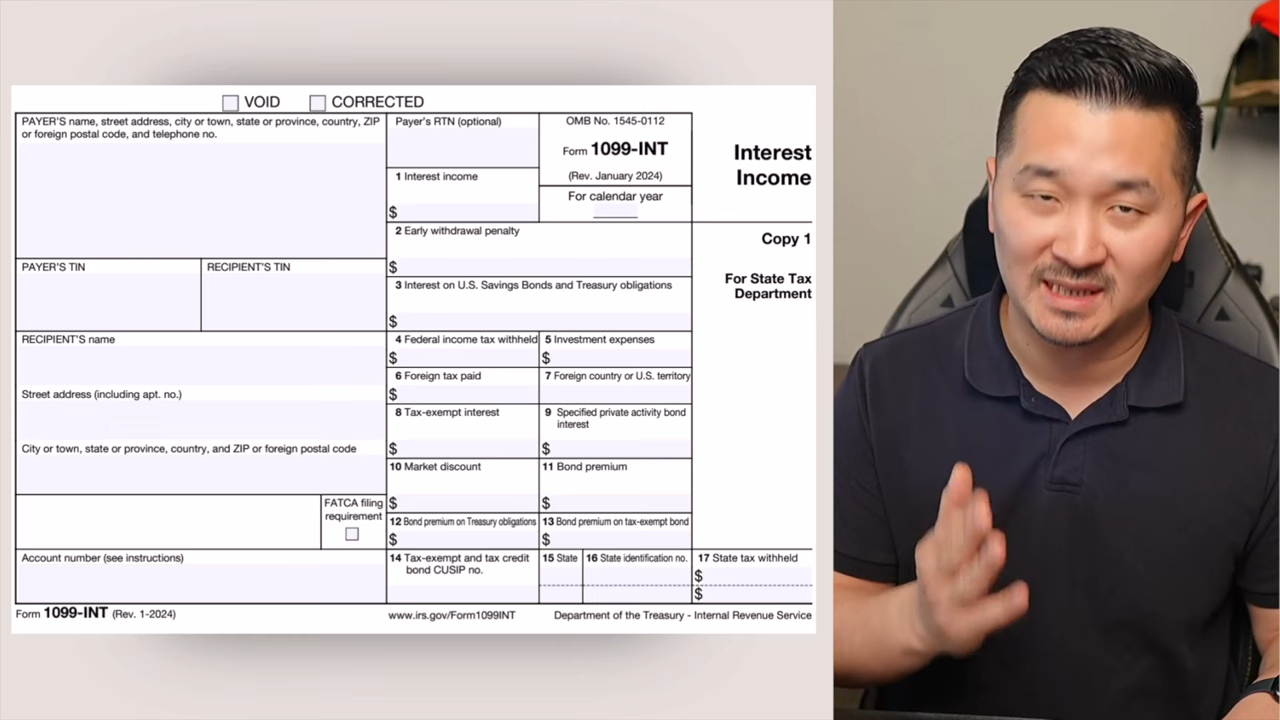 VOID
CORRECTED
PAYER'S name, street address, city or town, state or province, country, ZIP
or foreign postal code, and telephone no.
Payer's RTN (optional)
OMB No. 1545-0112
Form 1099-INT
(Rev. January 2024)
For calendar year
Interest
Income
1 Interest income
$
2 Early withdrawal penalty
$
Copy 1
For State Tax
Department
PAYER'S TIN
RECIPIENT'S TIN
3 Interest on U.S. Savings Bonds and Treasury obligations
$
RECIPIENT'S name
4 Federal income tax withheld
$
5 Investment expenses
$
6 Foreign tax paid
$
7 Foreign country or U.S. territory
Street address (including apt. no.)
8 Tax-exempt interest
$
9 Specified private activity bond
interest
$
City or town, state or province, country, and ZIP or foreign postal code
10 Market discount
$
11 Bond premium
$
FATCA filing
requirement
12 Bond premium on Treasury obligations
$
13 Bond premium on tax-exempt bond
$
Account number (see instructions)
14 Tax-exempt and tax credit
bond CUSIP no.
15 State
16 State identification no.
17 State tax withheld
$
$
Form 1099-INT (Rev. 1-2024)
www.irs.gov/Form1099INT
Department of the Treasury - Internal Revenue Service